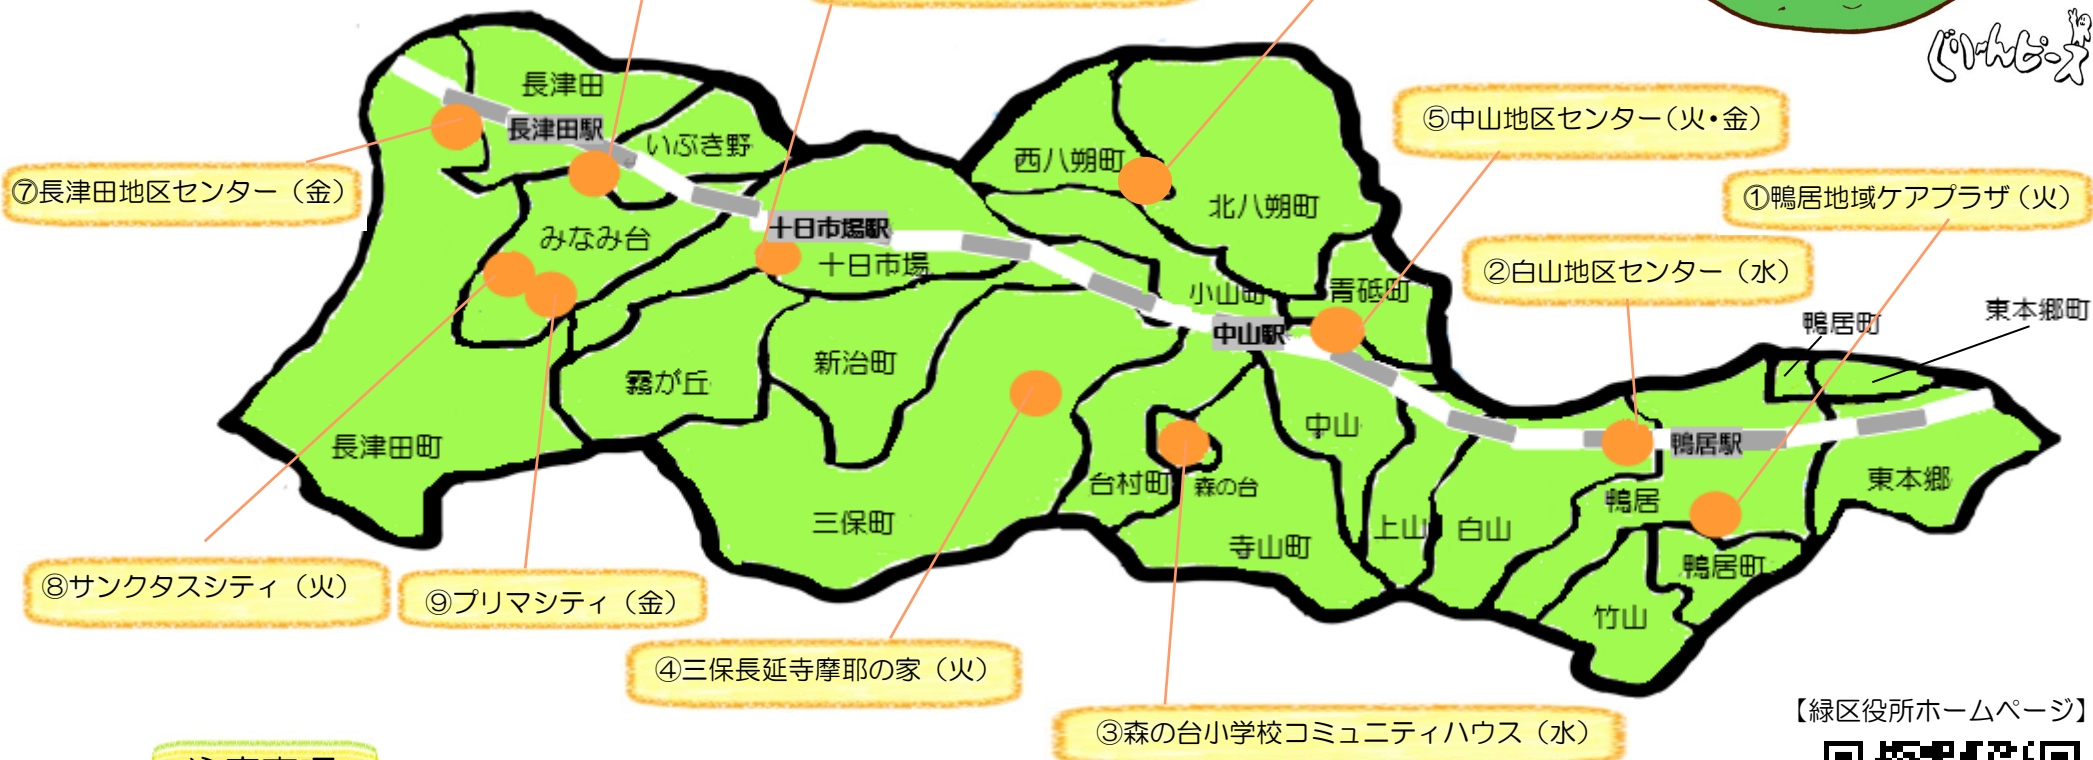 ぐりーんピース
長津田
⑤中山地区センター（火・金）
長津田駅
いぶき野
西八朔町
⑦長津田地区センター（金）
①鴨居地域ケアプラザ（火）
北八朔町
みなみ台
十日市場駅
十日市場
②白山地区センター（水）
小山町
青砥町
鴨居町
東本郷町
中山駅
新治町
霧が丘
中山
長津田町
鴨居駅
台村町
森の台
東本郷
鴨居
三保町
上山
白山
寺山町
鴨居町
竹山
⑧サンクタスシティ（火）
⑨プリマシティ（金）
④三保長延寺摩耶の家（火）
③森の台小学校コミュニティハウス（水）
【緑区役所ホームページ】